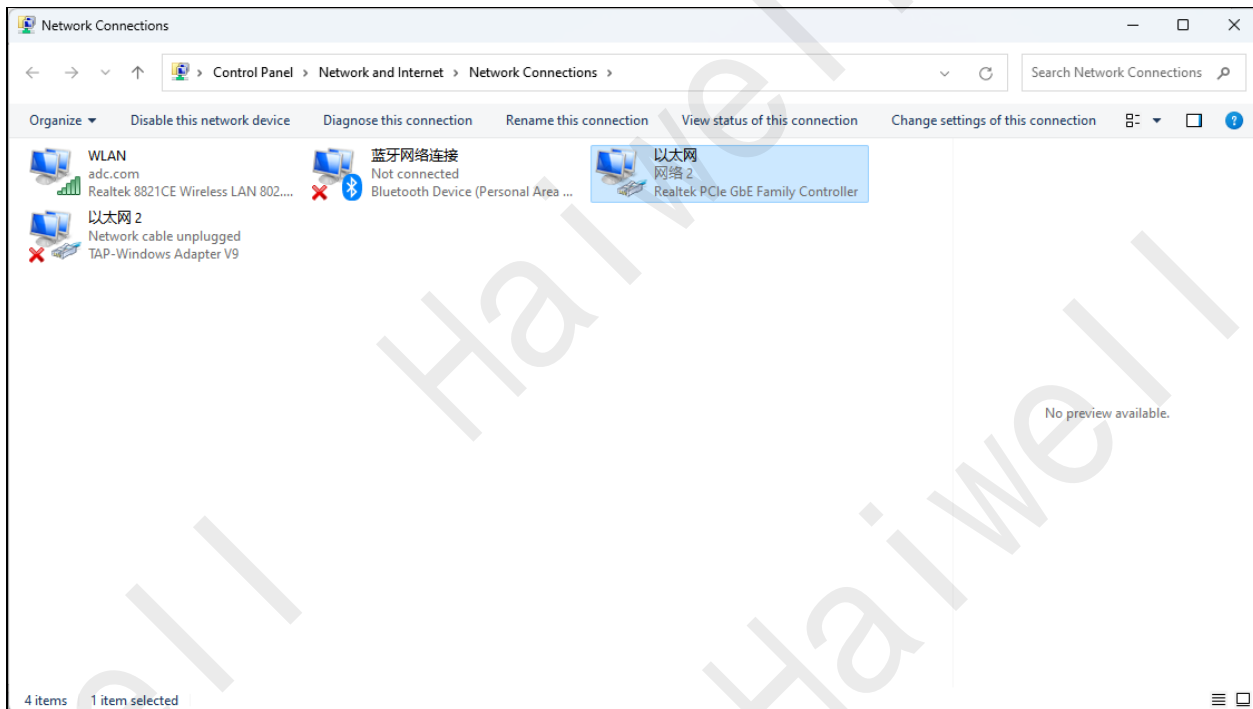 Network Connections
Control Panel > Network and Internet > Network Connections >
Search Network Connections
Organize
Disable this network device
Diagnose this connection
Rename this connection
View status of this connection
Change settings of this connection
WLAN
adc.com
Realtek 8821CE Wireless LAN 802....
蓝牙网络连接
Not connected
Bluetooth Device (Personal Area ...
以太网
网络 2
Realtek PCIe GbE Family Controller
以太网 2
Network cable unplugged
TAP-Windows Adapter V9
No preview available.
4 items
1 item selected
Haiwell
Haiwell
ell